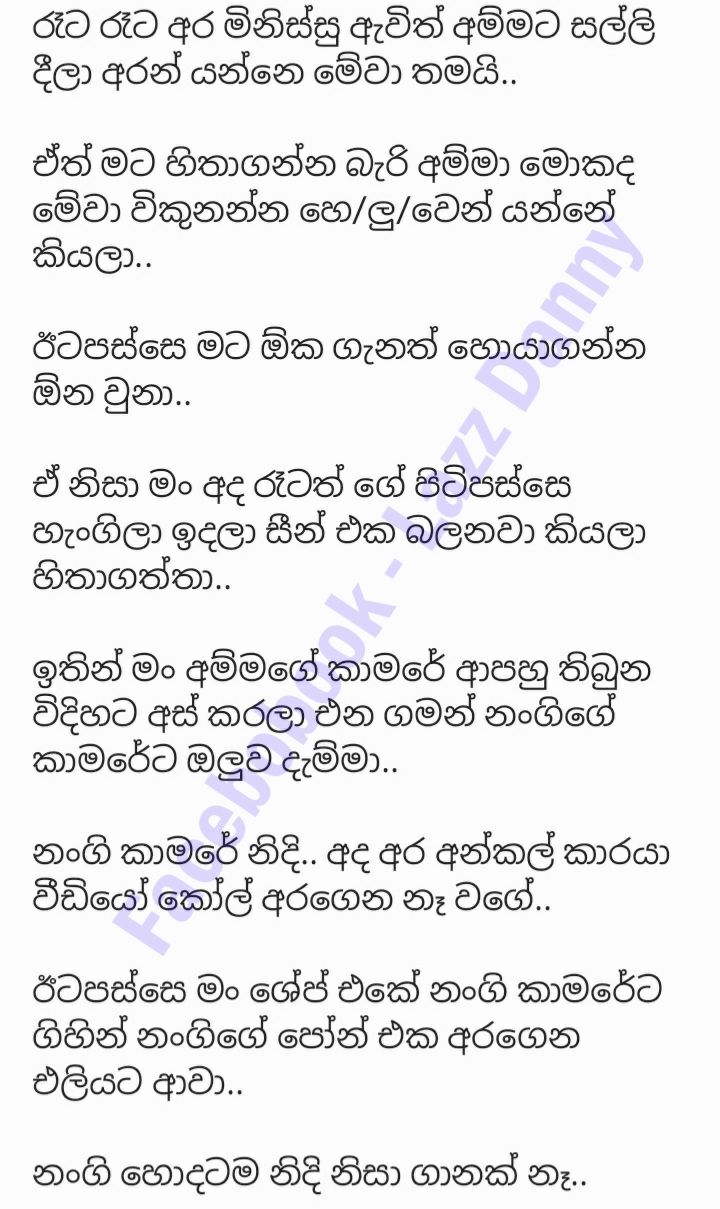 රෑට රෑට අර මිනිස්සු ඇවිත් අම්මට සල්ලි
දීලා අරන් යන්නෙ මේවා තමයි..
ඒත් මට හිතාගන්න බැරි අම්මා මොකද
මේවා විකුනන්න හෙ/ලු/වෙන් යන්නේ
කියලා..
ඊටපස්සෙ මට ඕක ගැනත් හොයාගන්න
ඕන වුනා..
ඒ නිසා මං අද රෑටත් ගේ පිටිපස්සෙ
හැංගිලා ඉදලා සීන් එක බලනවා කියලා
හිතාගත්තා..
ඉතින් මං අම්මගේ කාමරේ ආපහු තිබුන
විදිහට අස් කරලා එන ගමන් නංගිගේ
කාමරේට ඔලුව දැම්මා..
නංගි කාමරේ නිදි.. අද අර අන්කල් කාරයා
වීඩියෝ කෝල් අරගෙන නෑ වගේ..
ඊටපස්සෙ මං ශේප් එකේ නංගි කාමරේට
ගිහින් නංගිගේ පෝන් එක අරගෙන
එලියට ආවා..
නංගි හොදටම නිදි නිසා ගානක් නෑ..
Facebobook - Lazz Danny